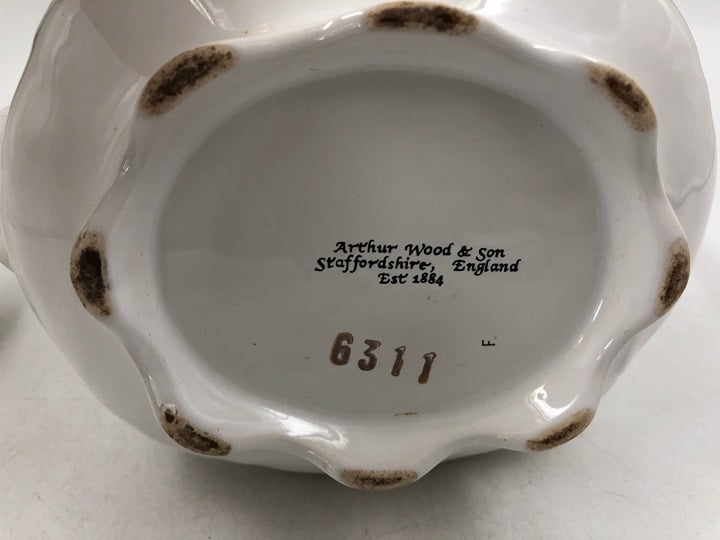 Arthur Wood & Son
Staffordshire, England
Est 1884
6311
F